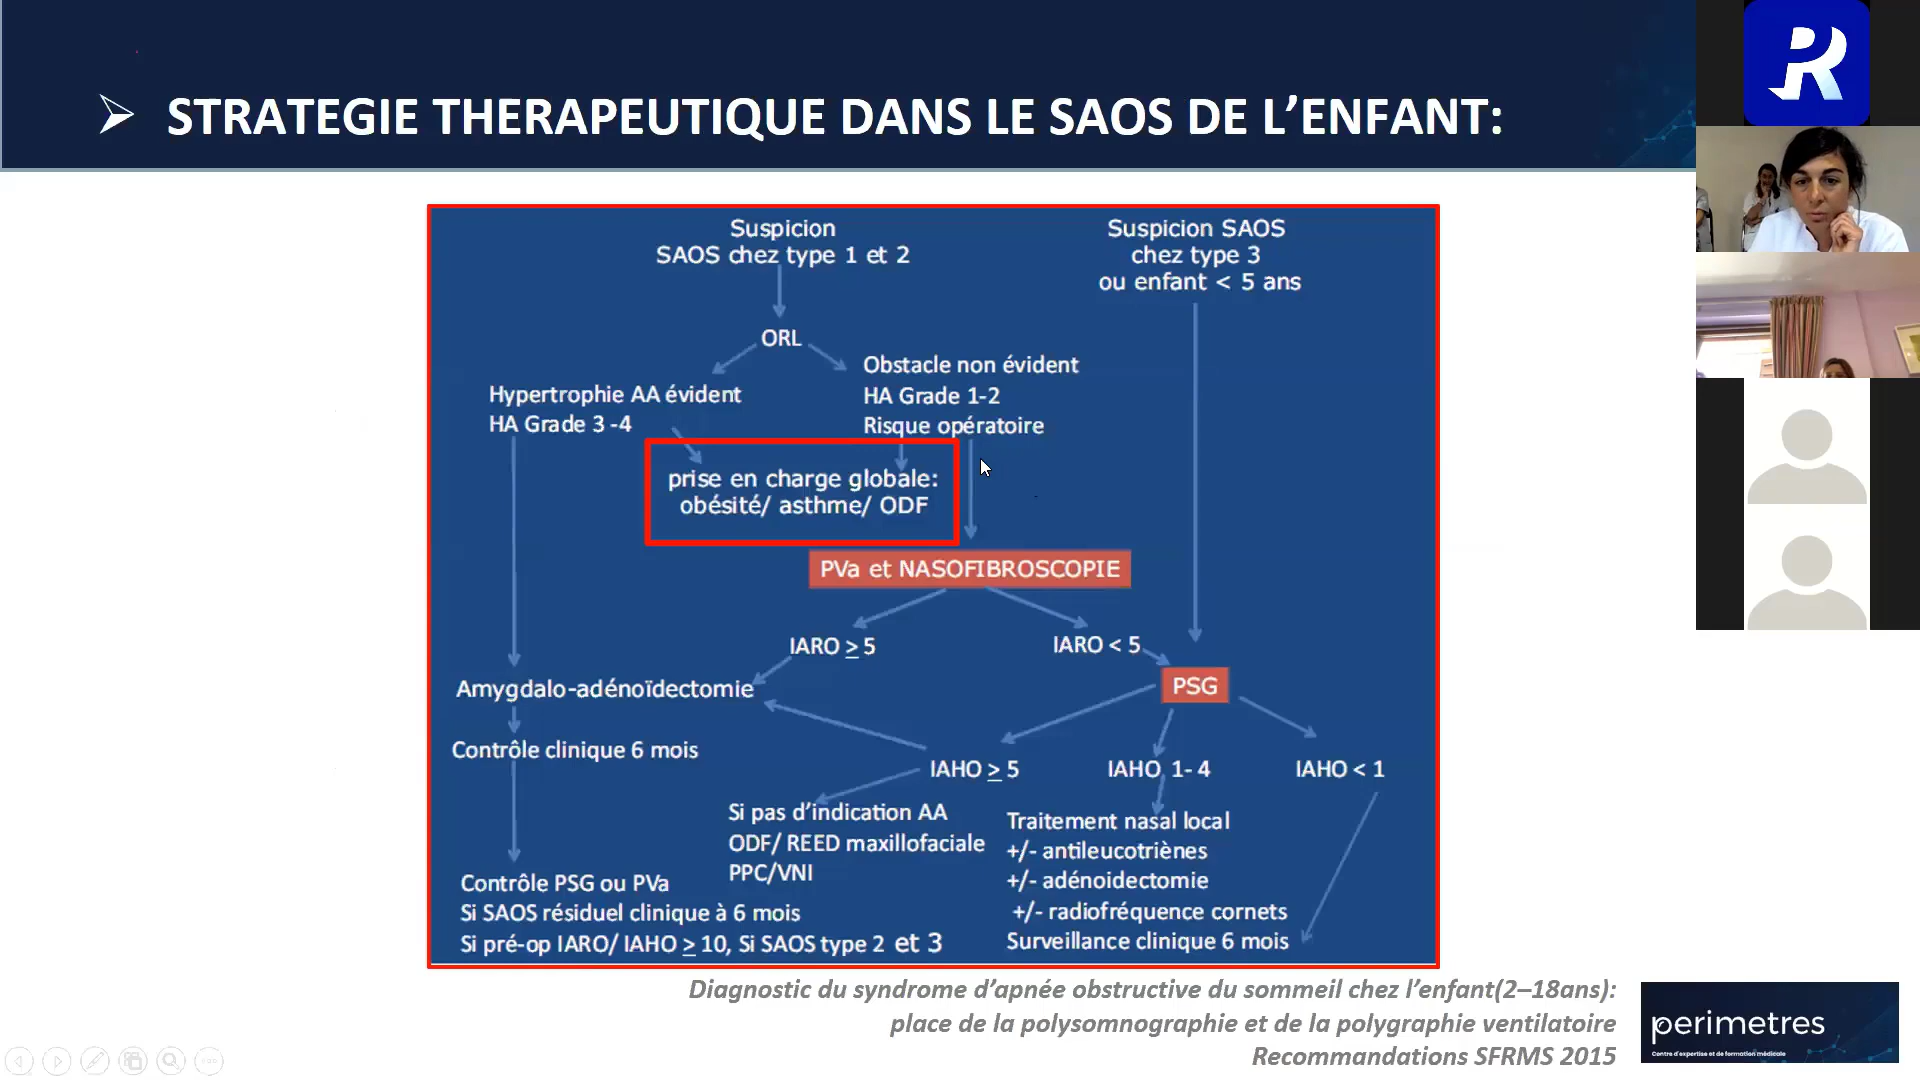 ➢ STRATEGIE THERAPEUTIQUE DANS LE SAOS DE L’ENFANT:
Suspicion
SAOS chez type 1 et 2
Suspicion SAOS
chez type 3
ou enfant < 5 ans
ORL
Hypertrophie AA évident
HA Grade 3 -4
Obstacle non évident
HA Grade 1-2
Risque opératoire
prise en charge globale:
obésité/ asthme/ ODF
PVa et NASOFIBROSCOPIE
IARO ≥ 5
IARO < 5
PSG
Amygdalo-adénoïdectomie
Contrôle clinique 6 mois
IAHO ≥ 5
IAHO 1- 4
IAHO < 1
Si pas d’indication AA
ODF/ REED maxillofaciale
PPC/VNI
Traitement nasal local
+/- antileucotriènes
+/- adénoidectomie
+/- radiofréquence cornets
Surveillance clinique 6 mois
Contrôle PSG ou PVa
Si SAOS résiduel clinique à 6 mois
Si pré-op IARO/ IAHO ≥ 10, Si SAOS type 2 et 3
Diagnostic du syndrome d’apnée obstructive du sommeil chez l’enfant(2–18ans):
place de la polysomnographie et de la polygraphie ventilatoire
Recommandations SFRMS 2015
perimetres
Centre d'expertise et de formation médicale
R